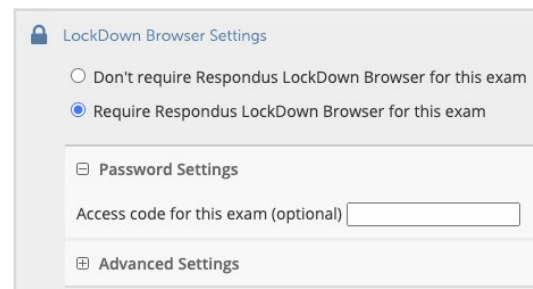 LockDown Browser Settings
Don't require Respondus LockDown Browser for this exam
Require Respondus LockDown Browser for this exam
Password Settings
Access code for this exam (optional)
Advanced Settings